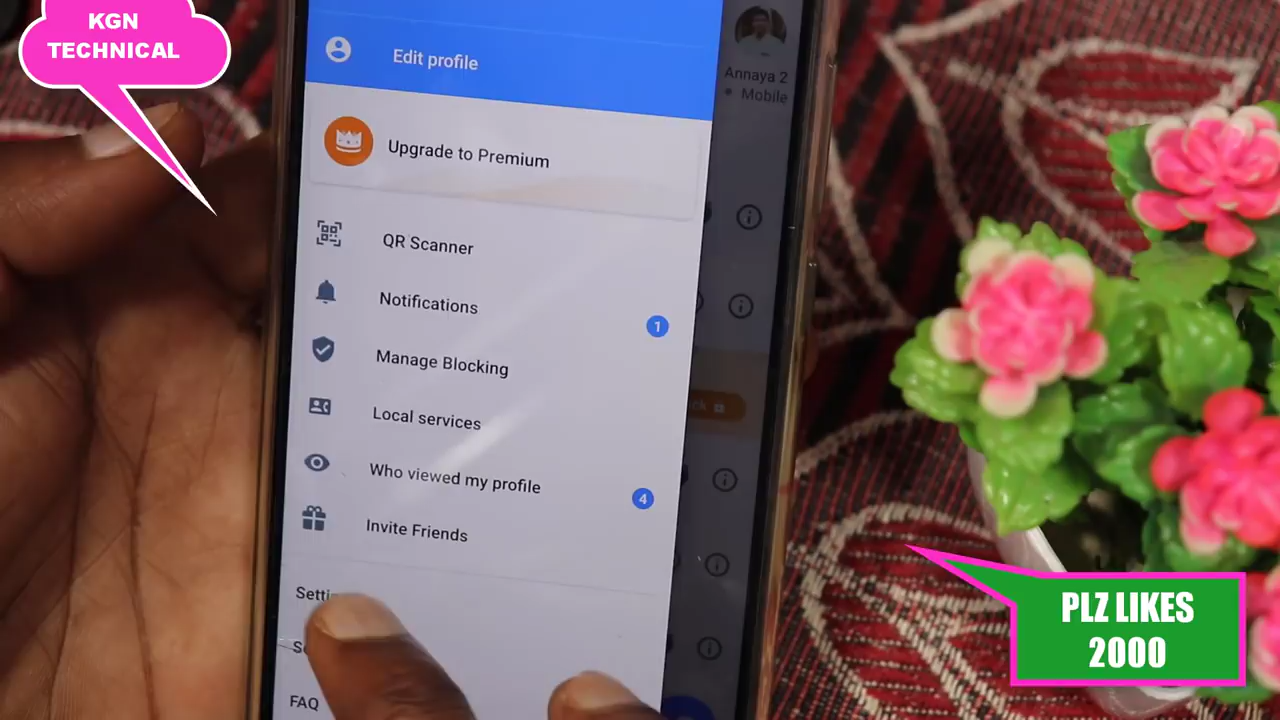 KGN
TECHNICAL
Edit profile
Annaya 2
Mobile
Upgrade to Premium
QR Scanner
Notifications
1
Manage Blocking
Local services
Who viewed my profile
4
Invite Friends
FAQ
PLZ LIKES
2000